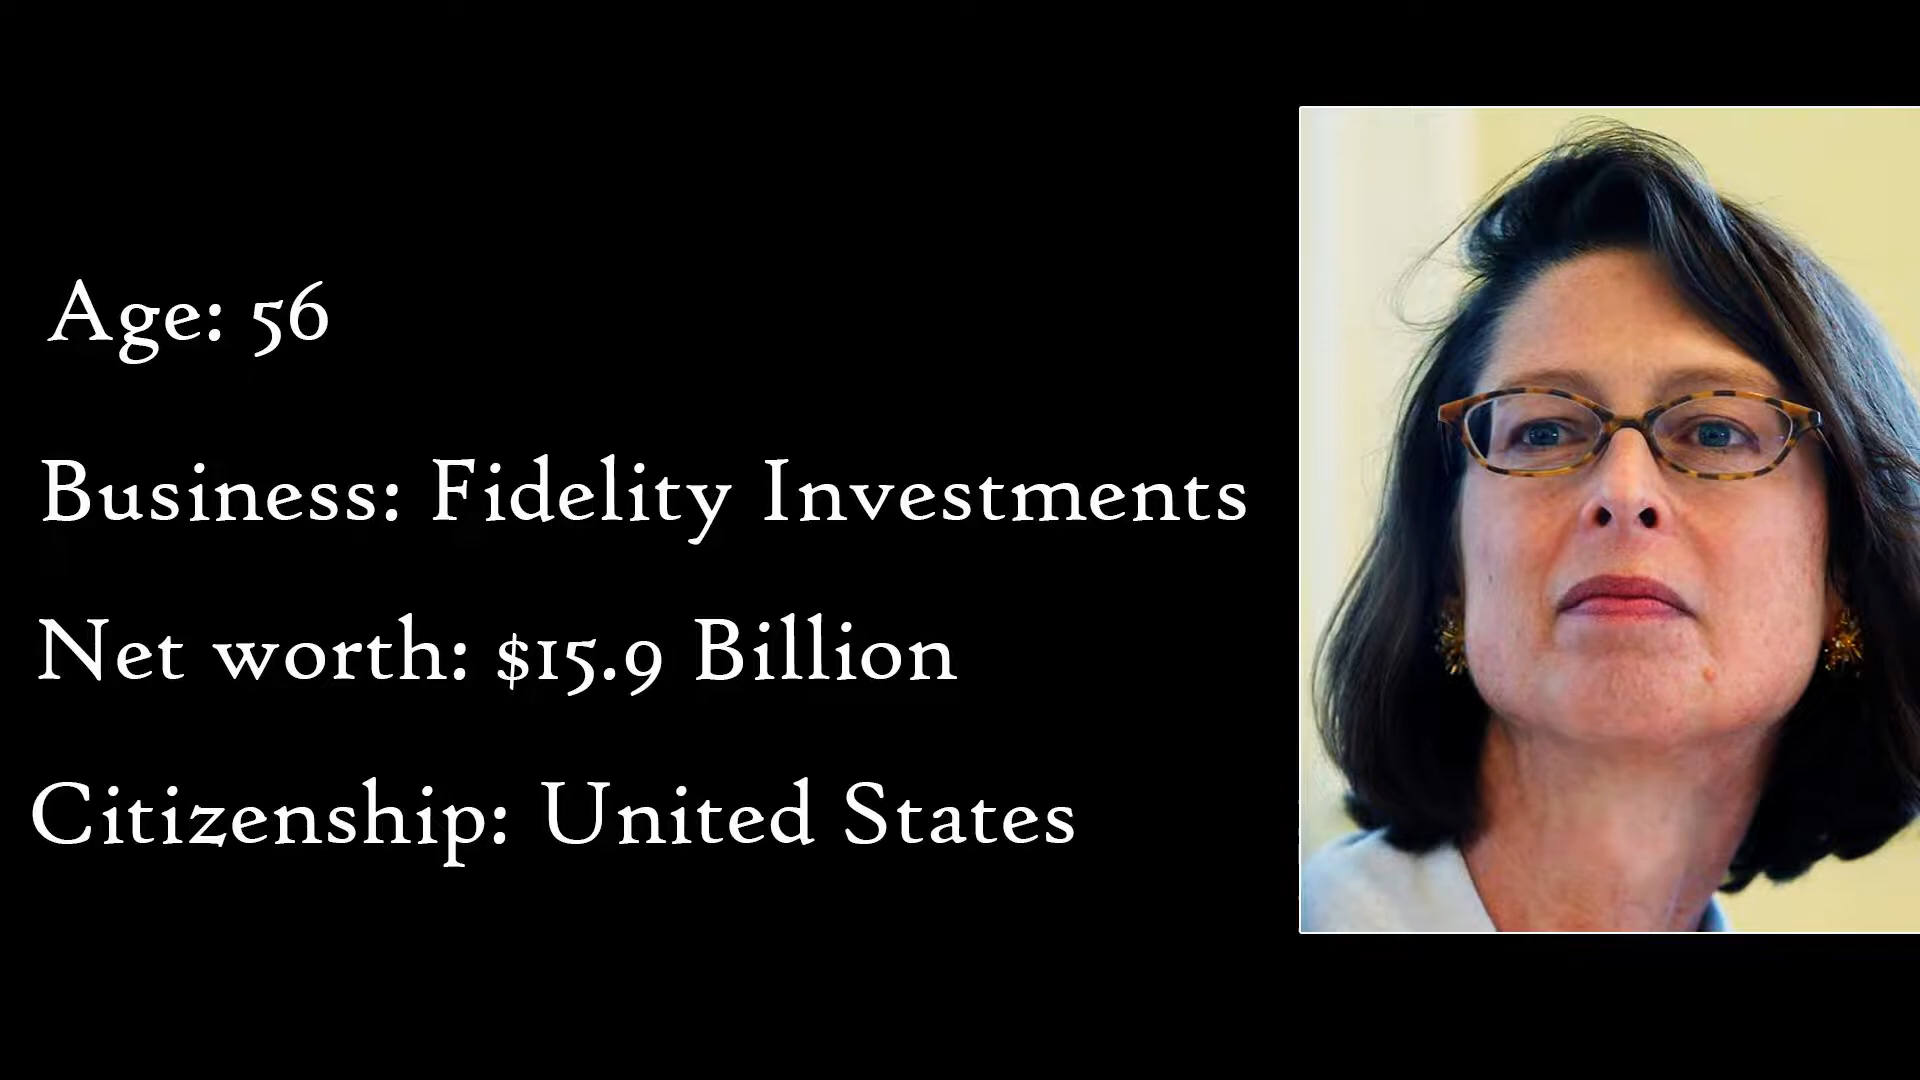 Age: 56
Business: Fidelity Investments
Net worth: $15.9 Billion
Citizenship: United States